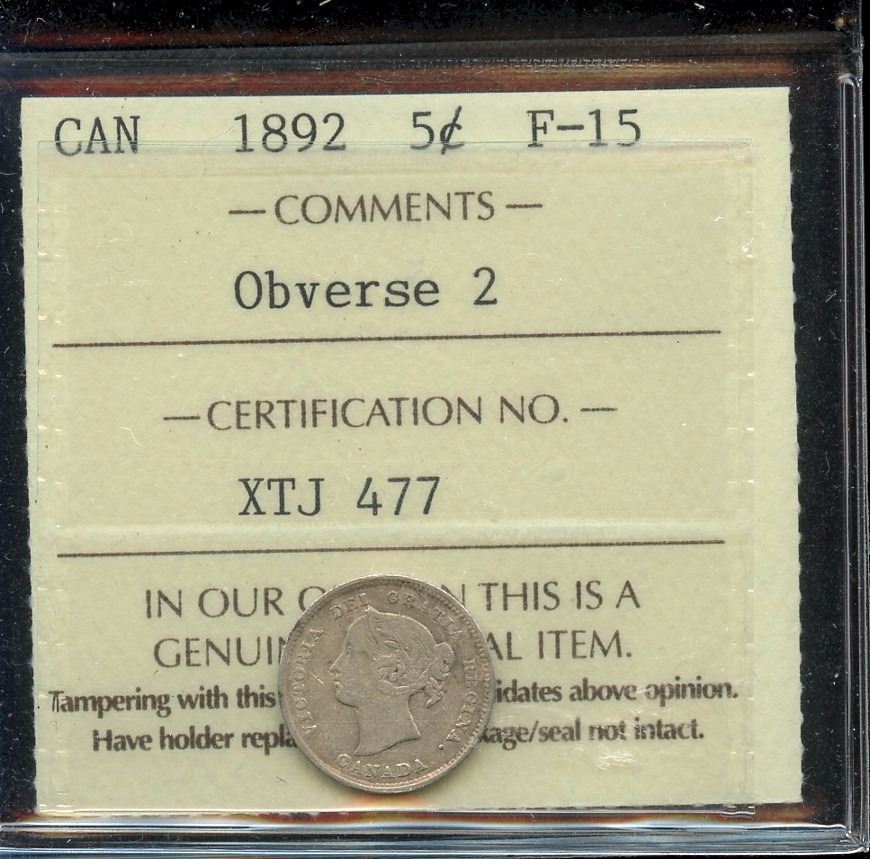 CAN 1892 5¢ F-15
— COMMENTS —
Obverse 2
— CERTIFICATION NO. —
XTJ 477
IN OUR THIS IS A
GENUI AL ITEM.
Tampering with this idates above opinion.
Have holder repla kage/seal not intact.
VICTORIA DEI GRATIA REGINA.
CANADA